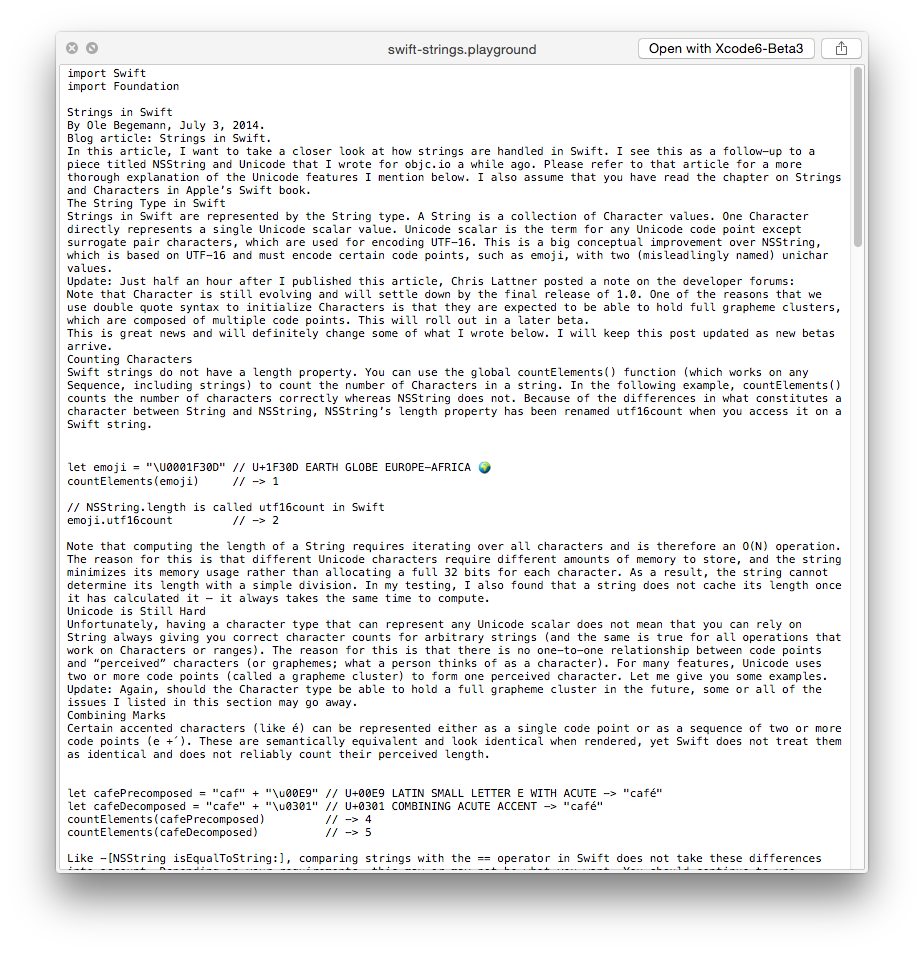 swift-strings.playground
Open with Xcode6-Beta3
import Swift
import Foundation
Strings in Swift
By Ole Begemann, July 3, 2014.
Blog article: Strings in Swift.
In this article, I want to take a closer look at how strings are handled in Swift. I see this as a follow-up to a
piece titled NSString and Unicode that I wrote for objc.io a while ago. Please refer to that article for a more
thorough explanation of the Unicode features I mention below. I also assume that you have read the chapter on Strings
and Characters in Apple’s Swift book.
The String Type in Swift
Strings in Swift are represented by the String type. A String is a collection of Character values. One Character
directly represents a single Unicode scalar value. Unicode scalar is the term for any Unicode code point except
surrogate pair characters, which are used for encoding UTF-16. This is a big conceptual improvement over NSString,
which is based on UTF-16 and must encode certain code points, such as emoji, with two (misleadlingly named) unichar
values.
Update: Just half an hour after I published this article, Chris Lattner posted a note on the developer forums:
Note that Character is still evolving and will settle down by the final release of 1.0. One of the reasons that we
use double quote syntax to initialize Characters is that they are expected to be able to hold full grapheme clusters,
which are composed of multiple code points. This will roll out in a later beta.
This is great news and will definitely change some of what I wrote below. I will keep this post updated as new betas
arrive.
Counting Characters
Swift strings do not have a length property. You can use the global countElements() function (which works on any
Sequence, including strings) to count the number of Characters in a string. In the following example, countElements()
counts the number of characters correctly whereas NSString does not. Because of the differences in what constitutes a
character between String and NSString, NSString’s length property has been renamed utf16count when you access it on a
Swift string.
let emoji = "\U0001F30D" // U+1F30D EARTH GLOBE EUROPE-AFRICA 🌍
countElements(emoji)     // -> 1
// NSString.length is called utf16count in Swift
emoji.utf16count         // -> 2
Note that computing the length of a String requires iterating over all characters and is therefore an O(N) operation.
The reason for this is that different Unicode characters require different amounts of memory to store, and the string
minimizes its memory usage rather than allocating a full 32 bits for each character. As a result, the string cannot
determine its length with a simple division. In my testing, I also found that a string does not cache its length once
it has calculated it — it always takes the same time to compute.
Unicode is Still Hard
Unfortunately, having a character type that can represent any Unicode scalar does not mean that you can rely on
String always giving you correct character counts for arbitrary strings (and the same is true for all operations that
work on Characters or ranges). The reason for this is that there is no one-to-one relationship between code points
and “perceived” characters (or graphemes; what a person thinks of as a character). For many features, Unicode uses
two or more code points (called a grapheme cluster) to form one perceived character. Let me give you some examples.
Update: Again, should the Character type be able to hold a full grapheme cluster in the future, some or all of the
issues I listed in this section may go away.
Combining Marks
Certain accented characters (like é) can be represented either as a single code point or as a sequence of two or more
code points (e +´). These are semantically equivalent and look identical when rendered, yet Swift does not treat them
as identical and does not reliably count their perceived length.
let cafePrecomposed = "caf" + "\u00E9" // U+00E9 LATIN SMALL LETTER E WITH ACUTE -> "café"
let cafeDecomposed = "cafe" + "\u0301" // U+0301 COMBINING ACUTE ACCENT -> "café"
countElements(cafePrecomposed)         // -> 4
countElements(cafeDecomposed)          // -> 5
Like -[NSString isEqualToString:], comparing strings with the == operator in Swift does not take these differences